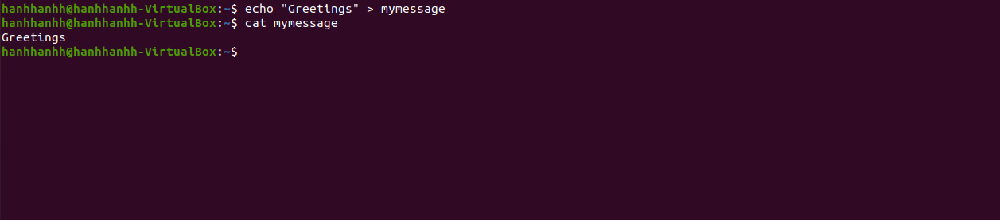 hanhhanhh@hanhhanhh-VirtualBox:~$ echo "Greetings" > mymessage
hanhhanhh@hanhhanhh-VirtualBox:~$ cat mymessage
Greetings
hanhhanhh@hanhhanhh-VirtualBox:~$